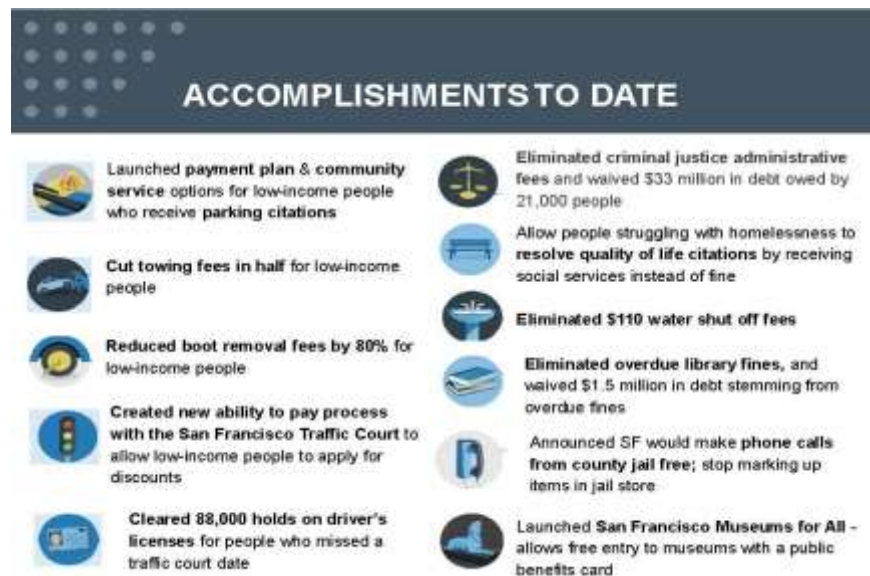 ACCOMPLISHMENTS TO DATE
Launched payment plan & community
service options for low-income people
who receive parking citations
Cut towing fees in half for low-income
people
Reduced boot removal fees by 80% for
low-income people
Created new ability to pay process
with the San Francisco Traffic Court to
allow low-income people to apply for
discounts
Cleared 88,000 holds on driver's
licenses for people who missed a
traffic court date
Eliminated criminal justice administrative
fees and waived $33 million in debt owed by
21,000 people
Allow people struggling with homelessness to
resolve quality of life citations by receiving
social services instead of fine
Eliminated $110 water shut off fees
Eliminated overdue library fines, and
waived $1.5 million in debt stemming from
overdue fines
Announced SF would make phone calls
from county jail free; stop marking up
items in jail store
Launched San Francisco Museums for All -
allows free entry to museums with a public
benefits card